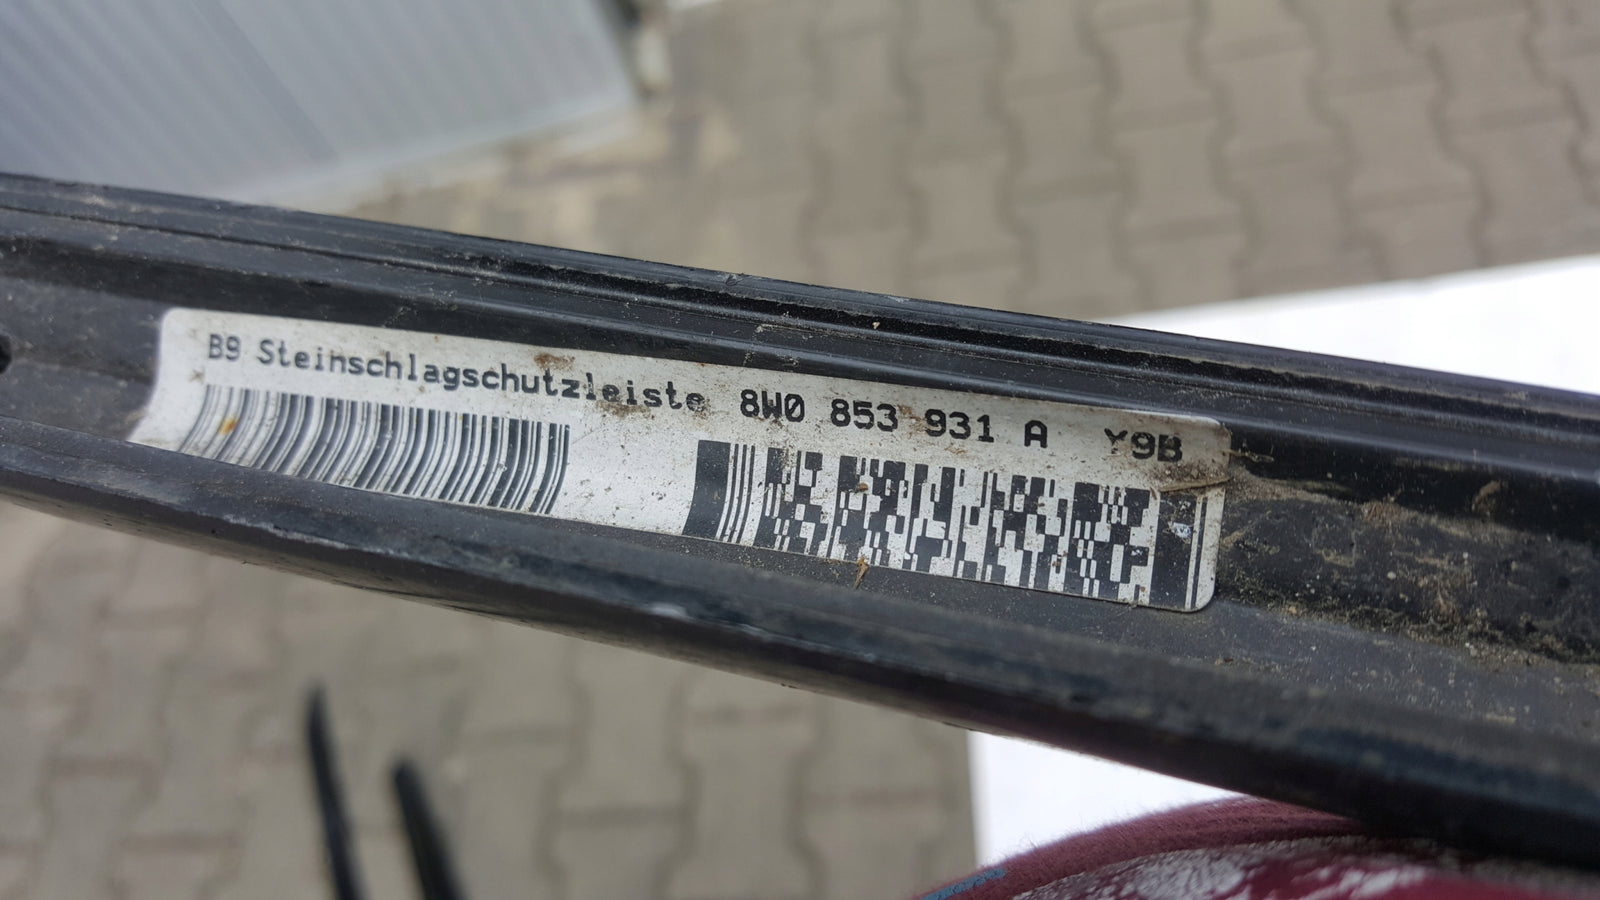 B9 Steinschlagschutzleiste 8W0 853 931 A Y9B